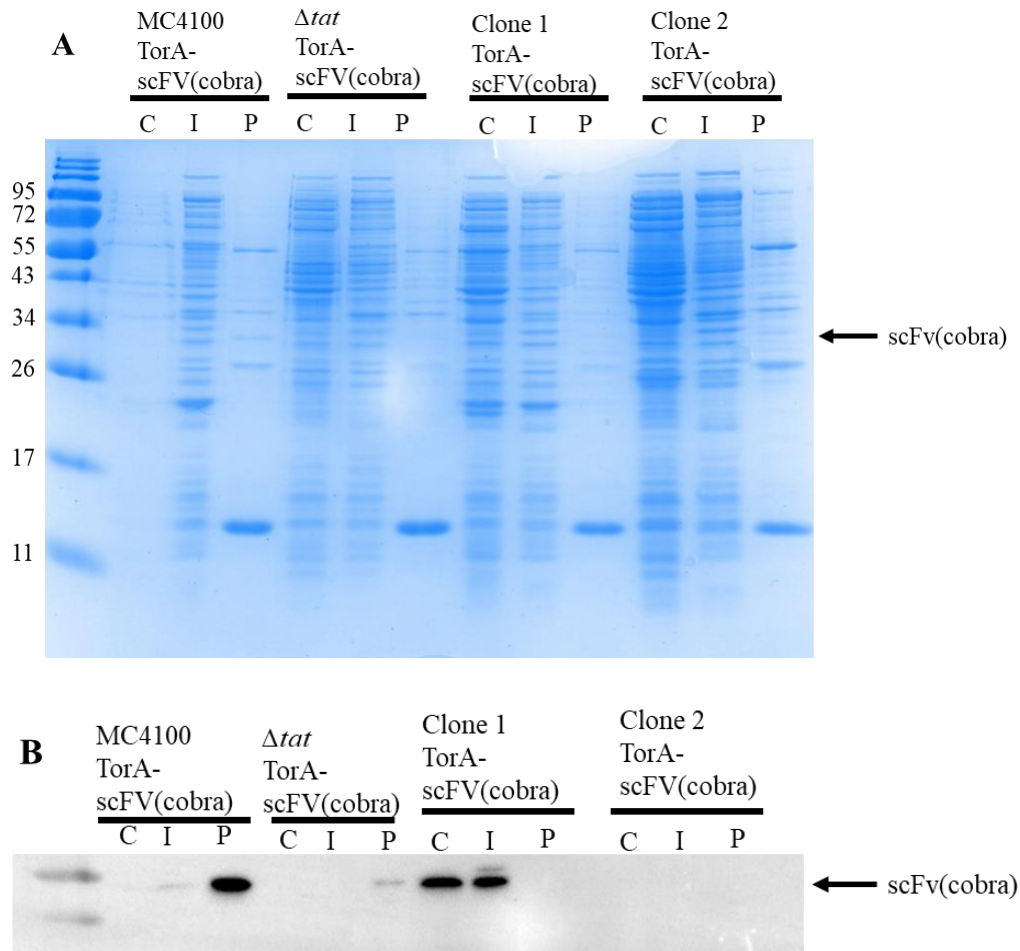 A
MC4100
TorA-
scFV(cobra)
Δtat
TorA-
scFV(cobra)
Clone 1
TorA-
scFV(cobra)
Clone 2
TorA-
scFV(cobra)
C I P C I P C I P C I P
95
72
55
43
34
26
17
11
scFv(cobra)
B
MC4100
TorA-
scFV(cobra)
Δtat
TorA-
scFV(cobra)
Clone 1
TorA-
scFV(cobra)
Clone 2
TorA-
scFV(cobra)
C I P C I P C I P C I P
scFv(cobra)